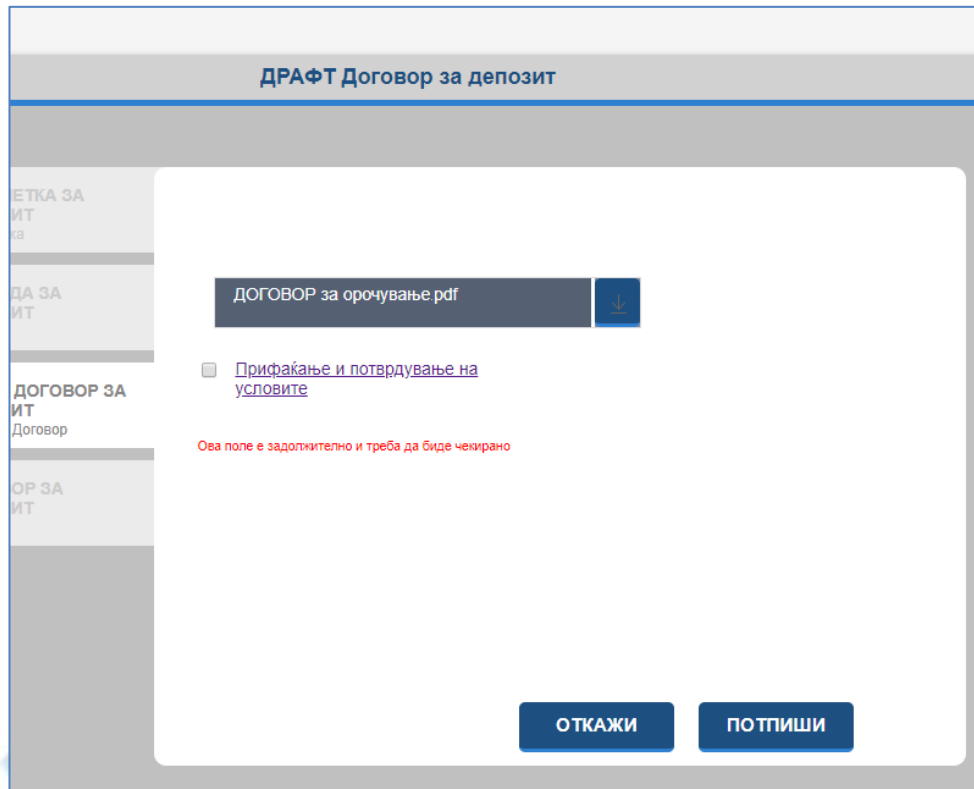 ДРАФТ Договор за депозит
ЕТКА ЗА
ИТ
ка
ДА ЗА
ИТ
ДОГОВОР ЗА
ИТ
Договор
ОР ЗА
ИТ
ДОГОВОР за орочување.pdf
Прифаќање и потврдување на
условите
Ова поле е задолжително и треба да биде чекирано
ОТКАЖИ
ПОТПИШИ